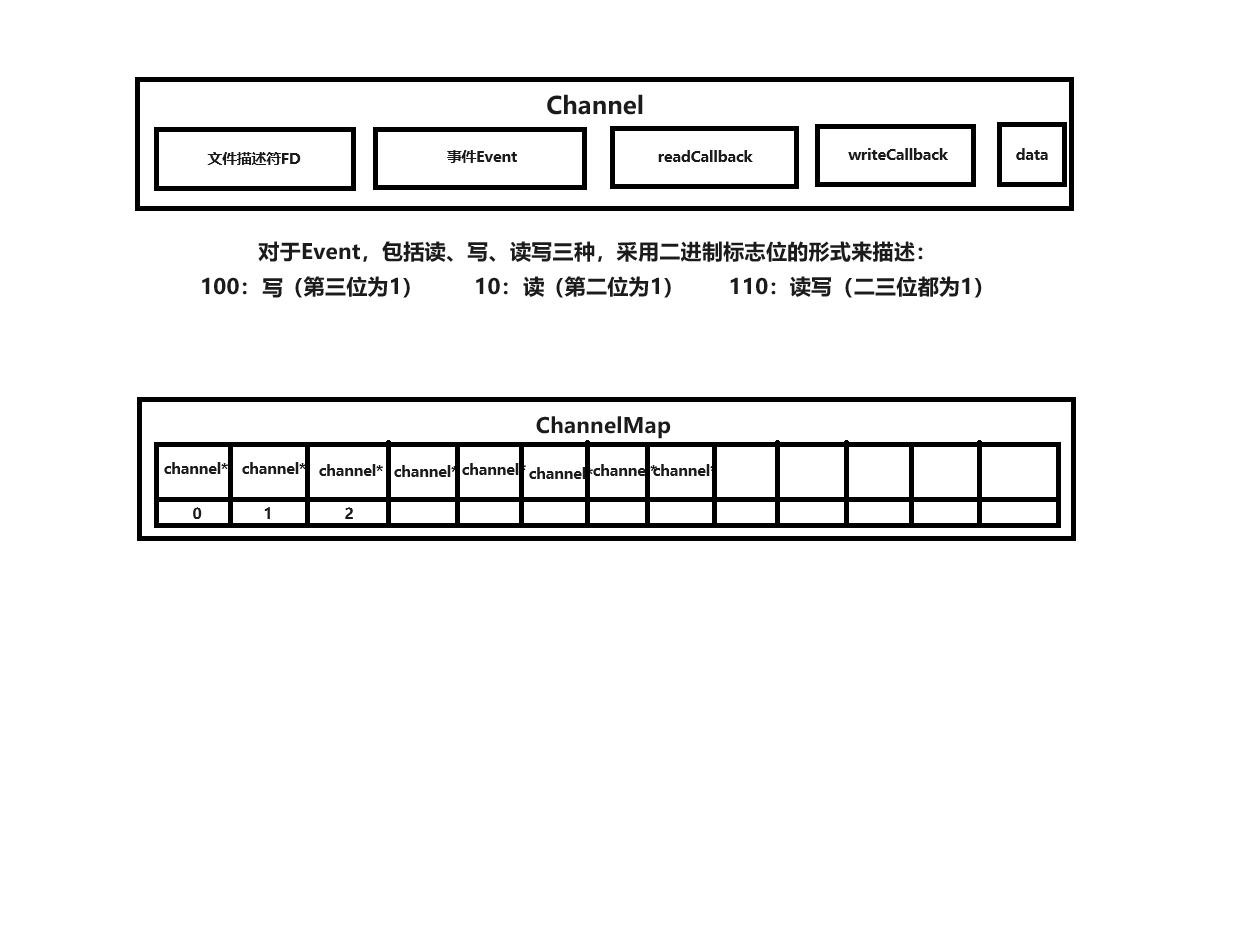 Channel
文件描述符FD 事件Event readCallback writeCallback data
对于Event，包括读、写、读写三种，采用二进制标志位的形式来描述：
100：写（第三位为1） 10：读（第二位为1） 110：读写（二三位都为1）
ChannelMap
channel* channel* channel* channel* channel* channel* channel* channel*
0 1 2